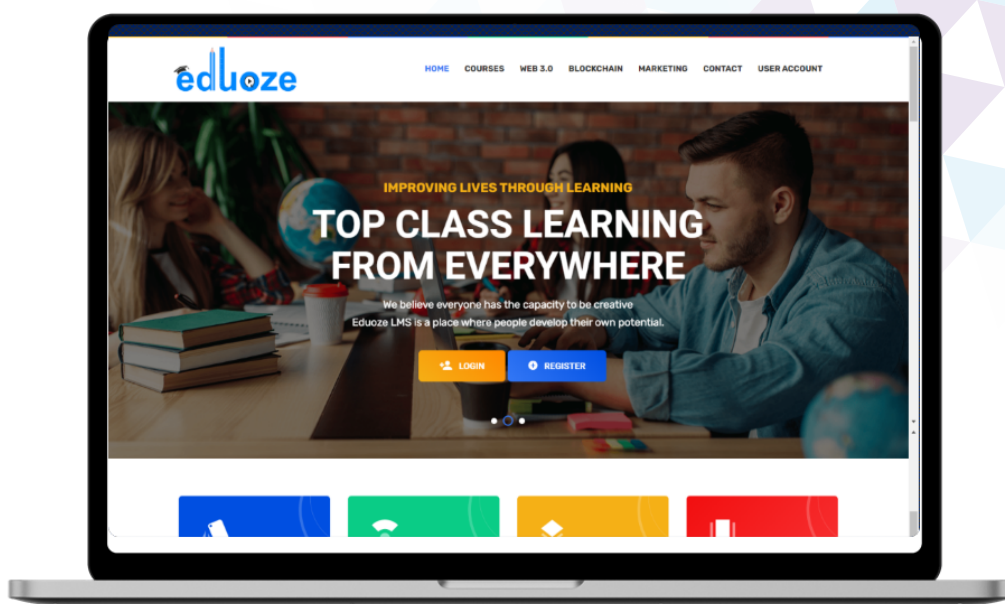 eduoze
HOME COURSES WEB 3.0 BLOCKCHAIN MARKETING CONTACT USER ACCOUNT
IMPROVING LIVES THROUGH LEARNING
TOP CLASS LEARNING
FROM EVERYWHERE
We believe everyone has the capacity to be creative
Eduoze LMS is a place where people develop their own potential.
LOGIN REGISTER